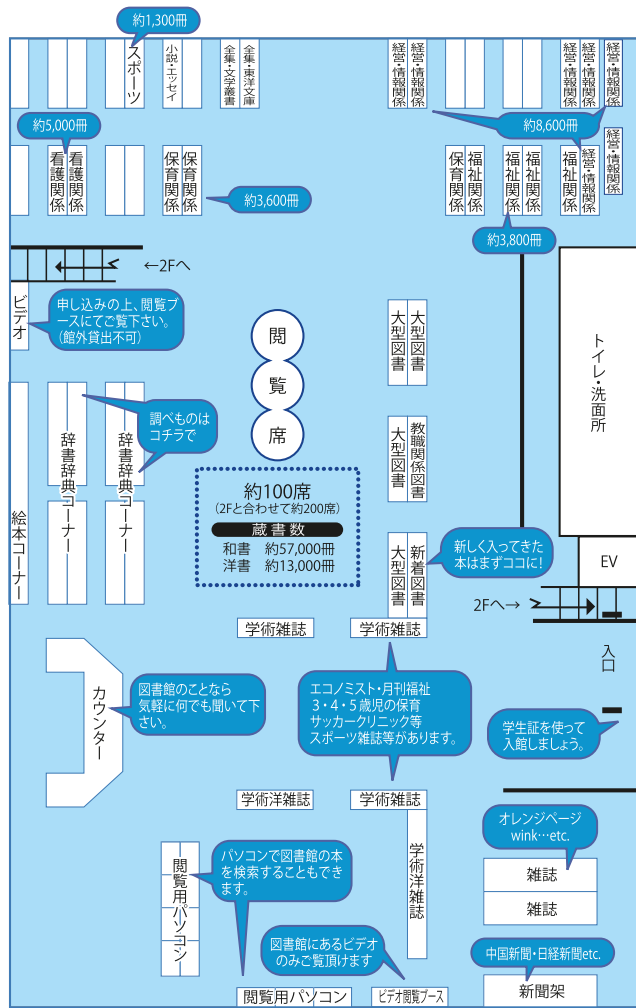 約1,300冊
スポーツ
小説・エッセイ
全集・文学叢書
全集・東洋文庫
経営・情報関係
経営・情報関係
経営・情報関係
経営・情報関係
経営・情報関係
約5,000冊
約8,600冊
看護関係
看護関係
保育関係
保育関係
約3,600冊
保育関係
福祉関係
福祉関係
福祉関係
福祉関係
経営・情報関係
経営・情報関係
約3,800冊
←2Fへ
ビデオ
申し込みの上、閲覧ブ
ースにてご覧下さい。
（館外貸出不可）
閲
覧
席
大型図書
大型図書
トイレ・洗面所
調べものは
コチラで
辞書辞典コーナー
辞書辞典コーナー
絵本コーナー
大型図書
教職関係図書
約100席
（2Fと合わせて約200席）
蔵書数
和書　約57,000冊
洋書　約13,000冊
大型図書
新着図書
新しく入ってきた
本はまずココに!
EV
2Fへ→
入口
学術雑誌
学術雑誌
カウンター
図書館のことなら
気軽に何でも聞いて下
さい。
エコノミスト・月刊福祉
3・4・5歳児の保育
サッカークリニック等
スポーツ雑誌等があります。
学生証を使って
入館しましょう。
学術洋雑誌
学術雑誌
オレンジページ
wink…etc.
学術洋雑誌
雑誌
雑誌
閲覧用パソコン
パソコンで図書館の本
を検索することもでき
ます。
図書館にあるビデオ
のみご覧頂けます
中国新聞・日経新聞etc.
閲覧用パソコン
ビデオ閲覧ブース
新聞架